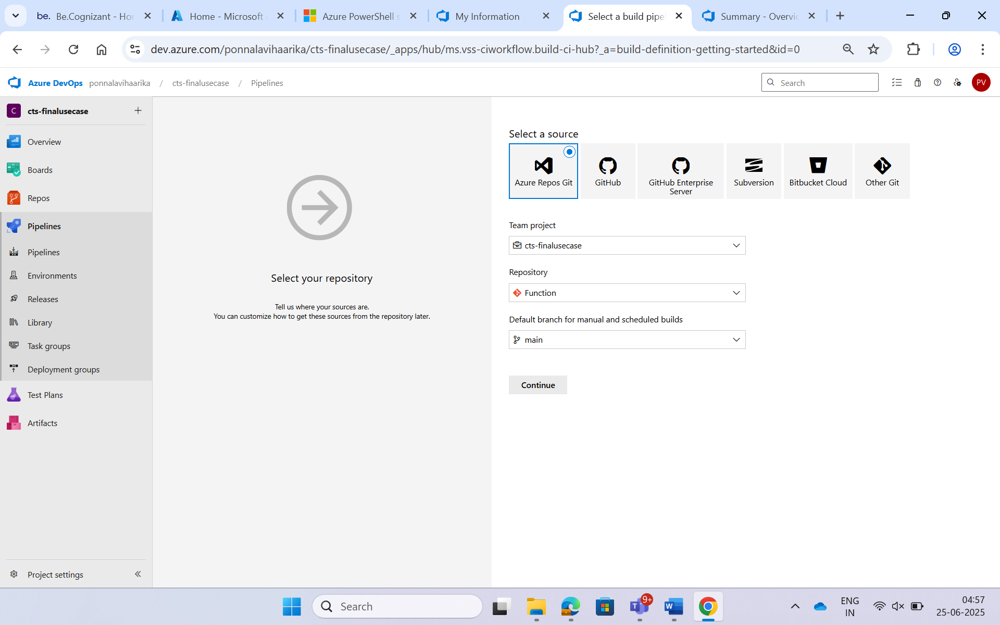 be. Be.Cognizant - Hor
Home - Microsoft
Azure PowerShell s
My Information
Select a build pipe
Summary - Overvie
dev.azure.com/ponnalavihaarika/cts-finalusecase/_apps/hub/ms.vss-ciworkflow.build-ci-hub?_a=build-definition-getting-started&id=0
Azure DevOps ponnalavihaarika / cts-finalusecase / Pipelines
Search
PV
C cts-finalusecase
Overview
Boards
Repos
Pipelines
Pipelines
Environments
Releases
Library
Task groups
Deployment groups
Test Plans
Artifacts
Project settings
Select your repository
Tell us where your sources are.
You can customize how to get these sources from the repository later.
Select a source
Azure Repos Git
GitHub
GitHub Enterprise
Server
Subversion
Bitbucket Cloud
Other Git
Team project
cts-finalusecase
Repository
Function
Default branch for manual and scheduled builds
main
Continue
Search
9+
ENG
IN
04:57
25-06-2025